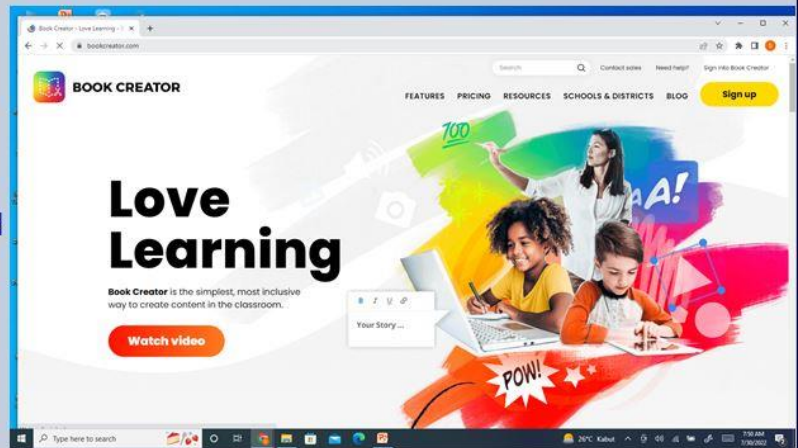 Book Creator - Love Learning -
bookcreator.com
Search
Contact sales
Need help?
Sign into Book Creator
BOOK CREATOR
FEATURES
PRICING
RESOURCES
SCHOOLS & DISTRICTS
BLOG
Sign up
100
AA!
Love
Learning
Book Creator is the simplest, most inclusive
way to create content in the classroom.
B I U
Your Story ...
Watch video
POW!
Type here to search
26°C Kabut
7:50 AM
7/30/2022